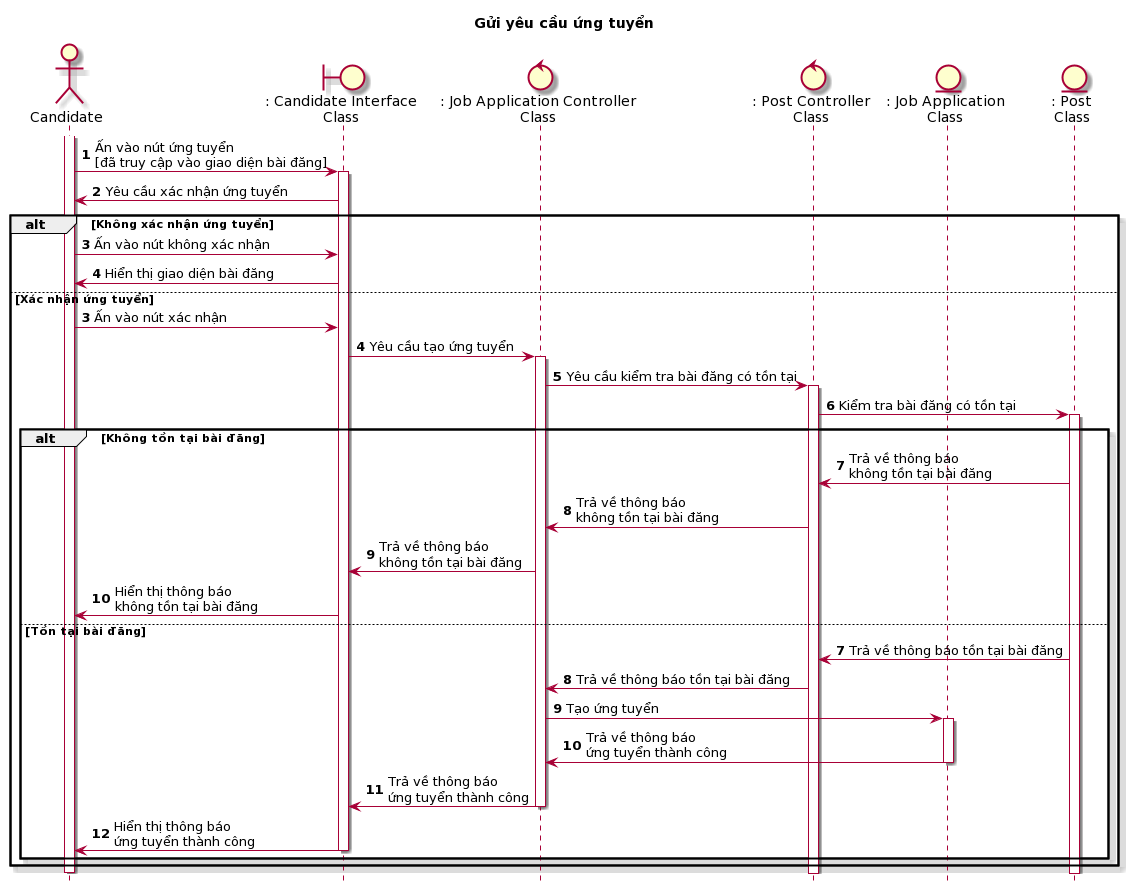 Gửi yêu cầu ứng tuyển
Candidate
: Candidate Interface
Class
: Job Application Controller
Class
: Post Controller
Class
: Job Application
Class
: Post
Class
1 Ấn vào nút ứng tuyển
[đã truy cập vào giao diện bài đăng]
2 Yêu cầu xác nhận ứng tuyển
alt [Không xác nhận ứng tuyển]
3 Ấn vào nút không xác nhận
4 Hiển thị giao diện bài đăng
[Xác nhận ứng tuyển]
3 Ấn vào nút xác nhận
4 Yêu cầu tạo ứng tuyển
5 Yêu cầu kiểm tra bài đăng có tồn tại
6 Kiểm tra bài đăng có tồn tại
alt [Không tồn tại bài đăng]
7 Trả về thông báo
không tồn tại bài đăng
8 Trả về thông báo
không tồn tại bài đăng
9 Trả về thông báo
không tồn tại bài đăng
10 Hiển thị thông báo
không tồn tại bài đăng
[Tồn tại bài đăng]
7 Trả về thông báo tồn tại bài đăng
8 Trả về thông báo tồn tại bài đăng
9 Tạo ứng tuyển
10 Trả về thông báo
ứng tuyển thành công
11 Trả về thông báo
ứng tuyển thành công
12 Hiển thị thông báo
ứng tuyển thành công